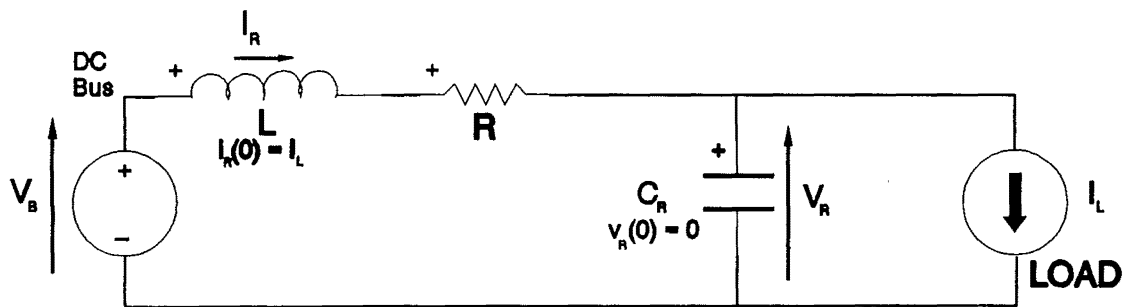 I_R
DC
Bus
+
+
L
R
i_R(0) = I_L
V_B
+
−
+
C_R
v_R(0) = 0
V_R
I_L
LOAD